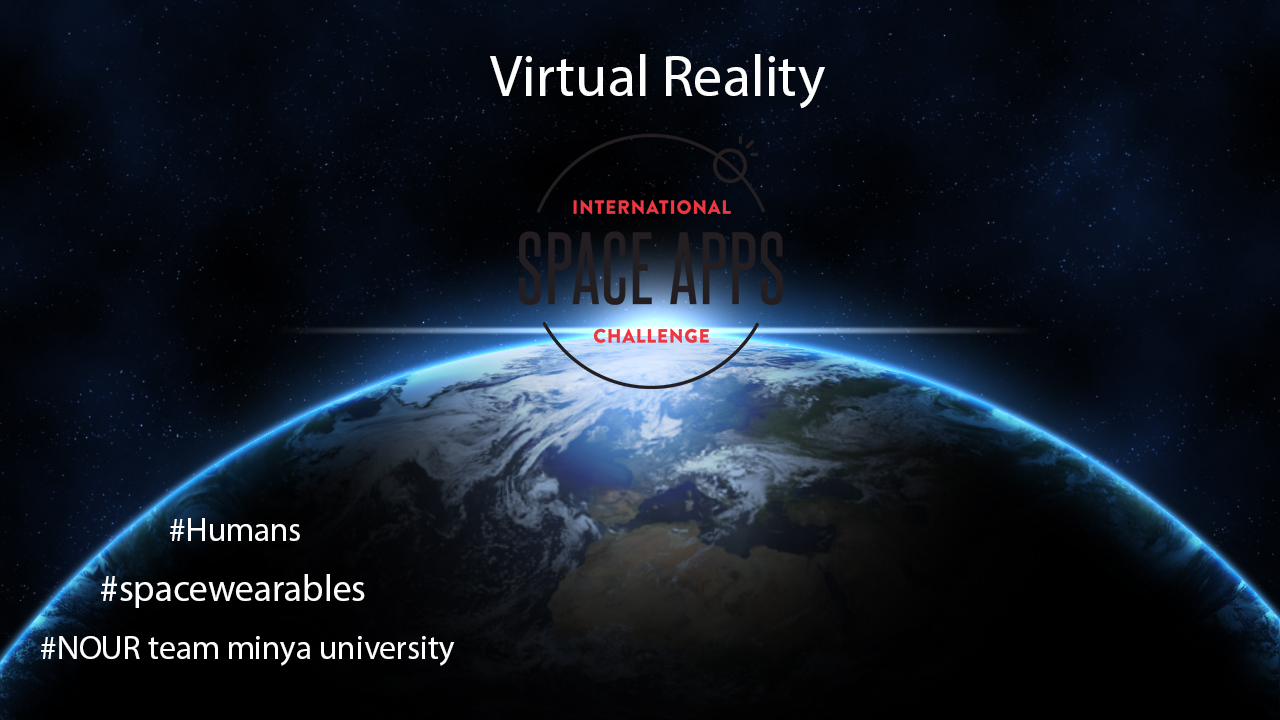 Virtual Reality
INTERNATIONAL
SPACE APPS
CHALLENGE
#Humans
#spacewearables
#NOUR team minya university